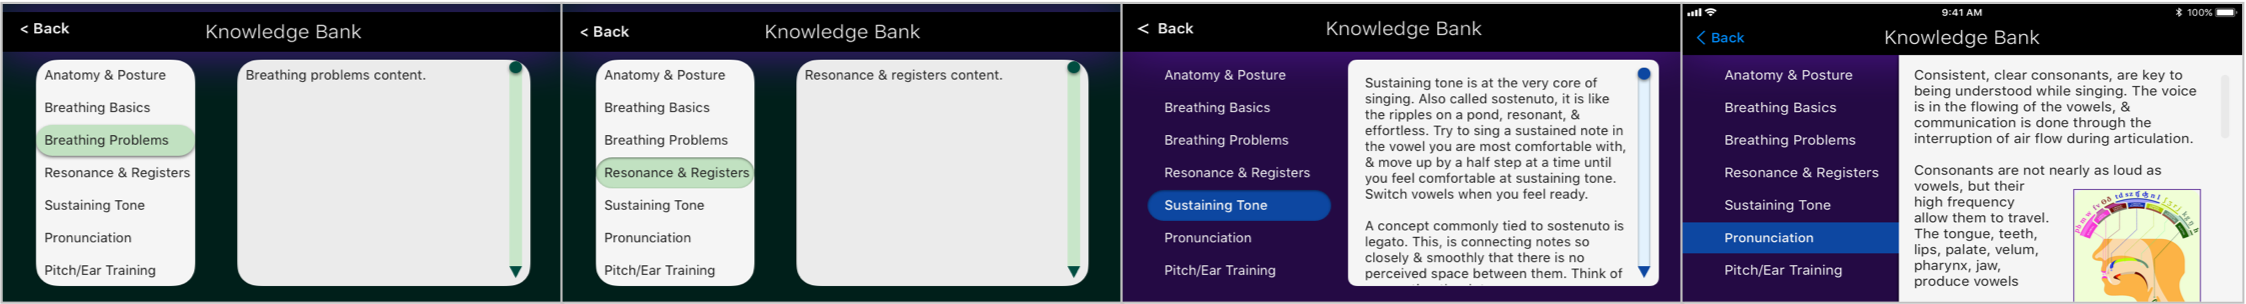 < Back
Knowledge Bank
Anatomy & Posture
Breathing Basics
Breathing Problems
Resonance & Registers
Sustaining Tone
Pronunciation
Pitch/Ear Training
Breathing problems content.
< Back
Knowledge Bank
Anatomy & Posture
Breathing Basics
Breathing Problems
Resonance & Registers
Sustaining Tone
Pronunciation
Pitch/Ear Training
Resonance & registers content.
< Back
Knowledge Bank
Anatomy & Posture
Breathing Basics
Breathing Problems
Resonance & Registers
Sustaining Tone
Pronunciation
Pitch/Ear Training
Sustaining tone is at the very core of
singing. Also called sostenuto, it is like
the ripples on a pond, resonant, &
effortless. Try to sing a sustained note in
the vowel you are most comfortable with,
& move up by a half step at a time until
you feel comfortable at sustaining tone.
Switch vowels when you feel ready.
A concept commonly tied to sostenuto is
legato. This, is connecting notes so
closely & smoothly that there is no
perceived space between them. Think of
9:41 AM
100%
< Back
Knowledge Bank
Anatomy & Posture
Breathing Basics
Breathing Problems
Resonance & Registers
Sustaining Tone
Pronunciation
Pitch/Ear Training
Consistent, clear consonants, are key to
being understood while singing. The voice
is in the flowing of the vowels, &
communication is done through the
interruption of air flow during articulation.
Consonants are not nearly as loud as
vowels, but their
high frequency
allow them to travel.
The tongue, teeth,
lips, palate, velum,
pharynx, jaw,
produce vowels